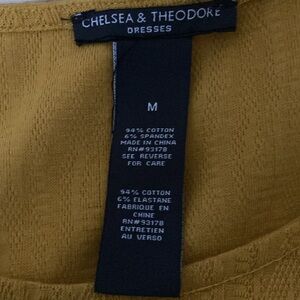 CHELSEA & THEODORE
DRESSES
M
94% COTTON
6% SPANDEX
MADE IN CHINA
RN#93178
SEE REVERSE
FOR CARE
94% COTTON
6% ELASTANE
FABRIQUE EN
CHINE
RN#93178
ENTRETIEN
AU VERSO